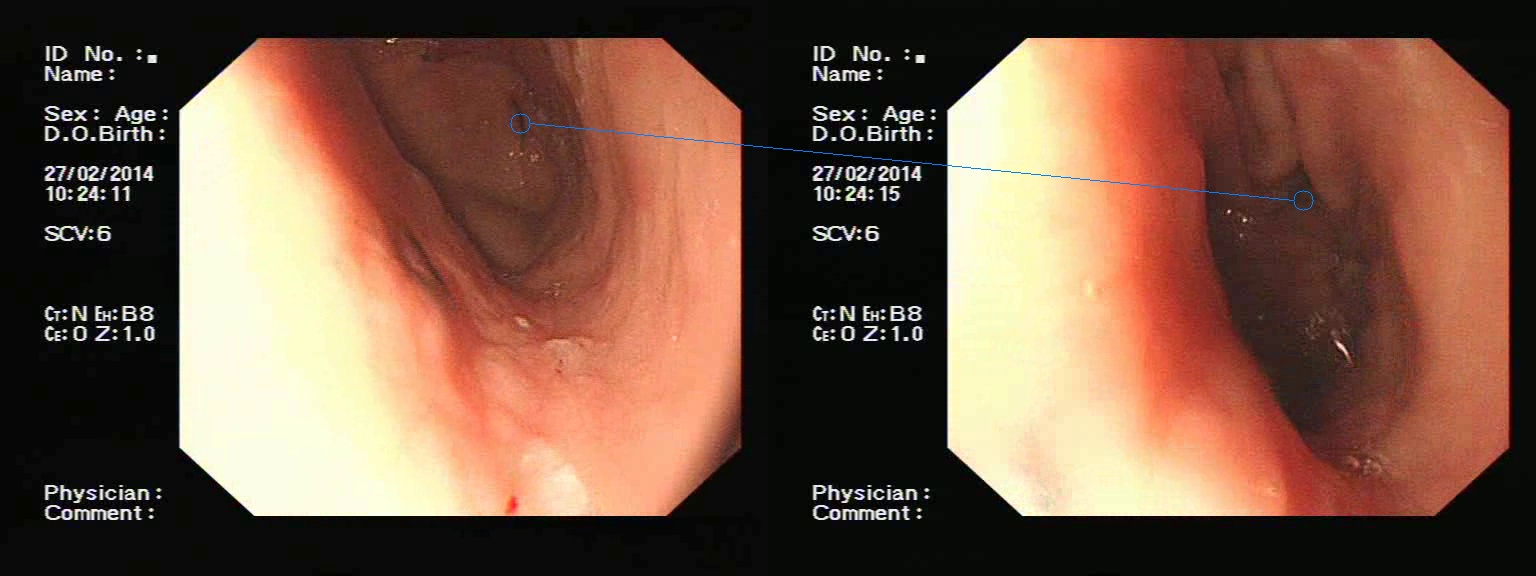 ID No. :
Name:
Sex: Age:
D.O.Birth:
27/02/2014
10:24:11
SCV:6
CT:N EH:B8
CE:0 Z:1.0
Physician:
Comment:
ID No. :
Name:
Sex: Age:
D.O.Birth:
27/02/2014
10:24:15
SCV:6
CT:N EH:B8
CE:0 Z:1.0
Physician:
Comment: